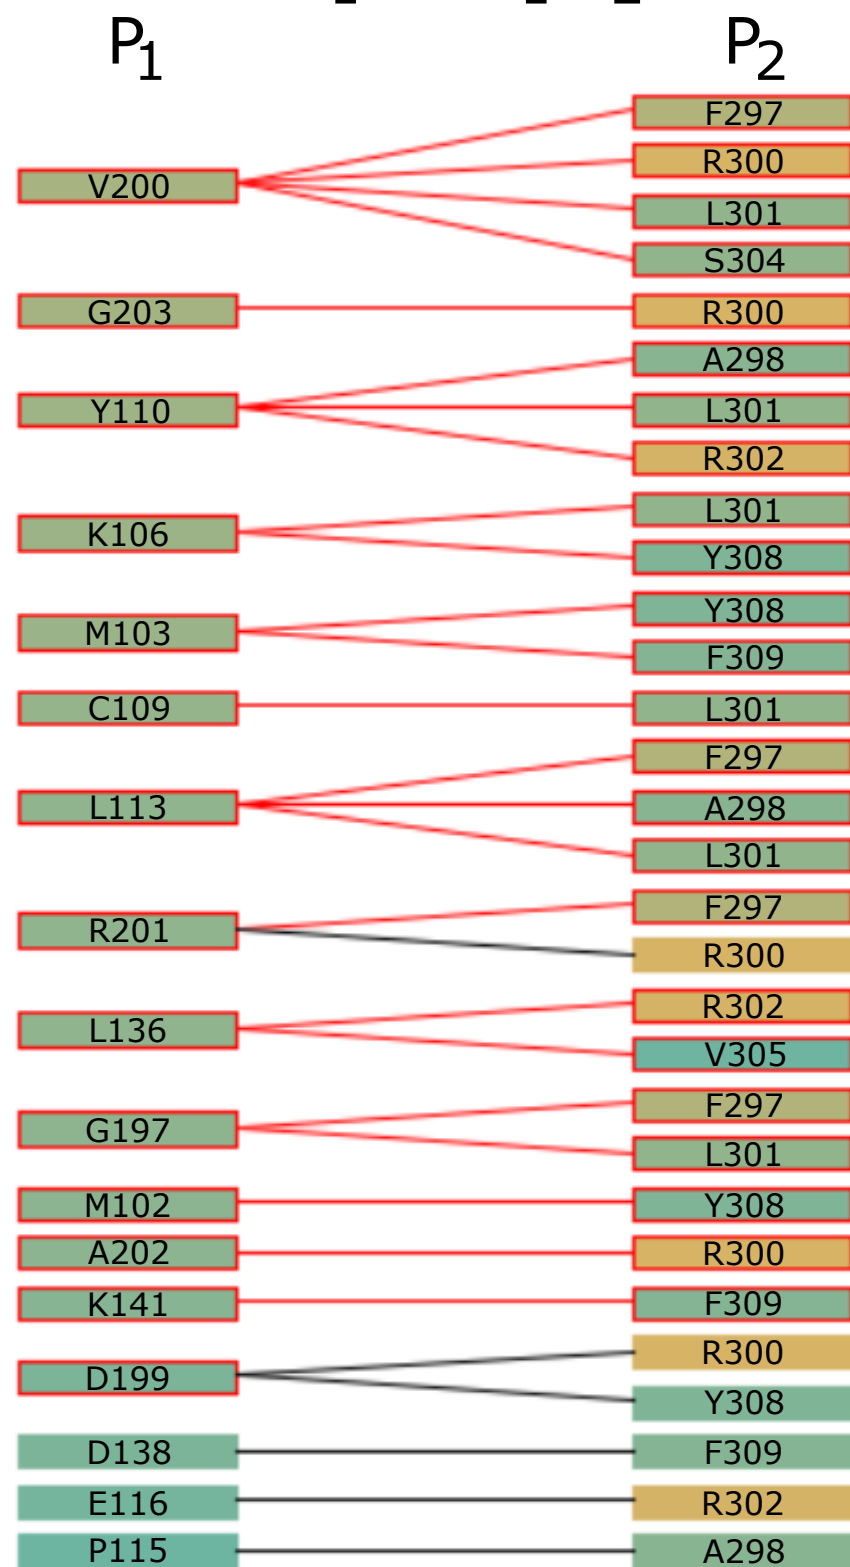 P1 P2
F297
V200 R300
L301
S304
G203 R300
A298
Y110 L301
R302
L301
K106
Y308
Y308
M103
F309
C109 L301
F297
L113 A298
L301
F297
R201
R300
R302
L136
V305
F297
G197
L301
M102 Y308
A202 R300
K141 F309
R300
D199
Y308
D138 F309
E116 R302
P115 A298